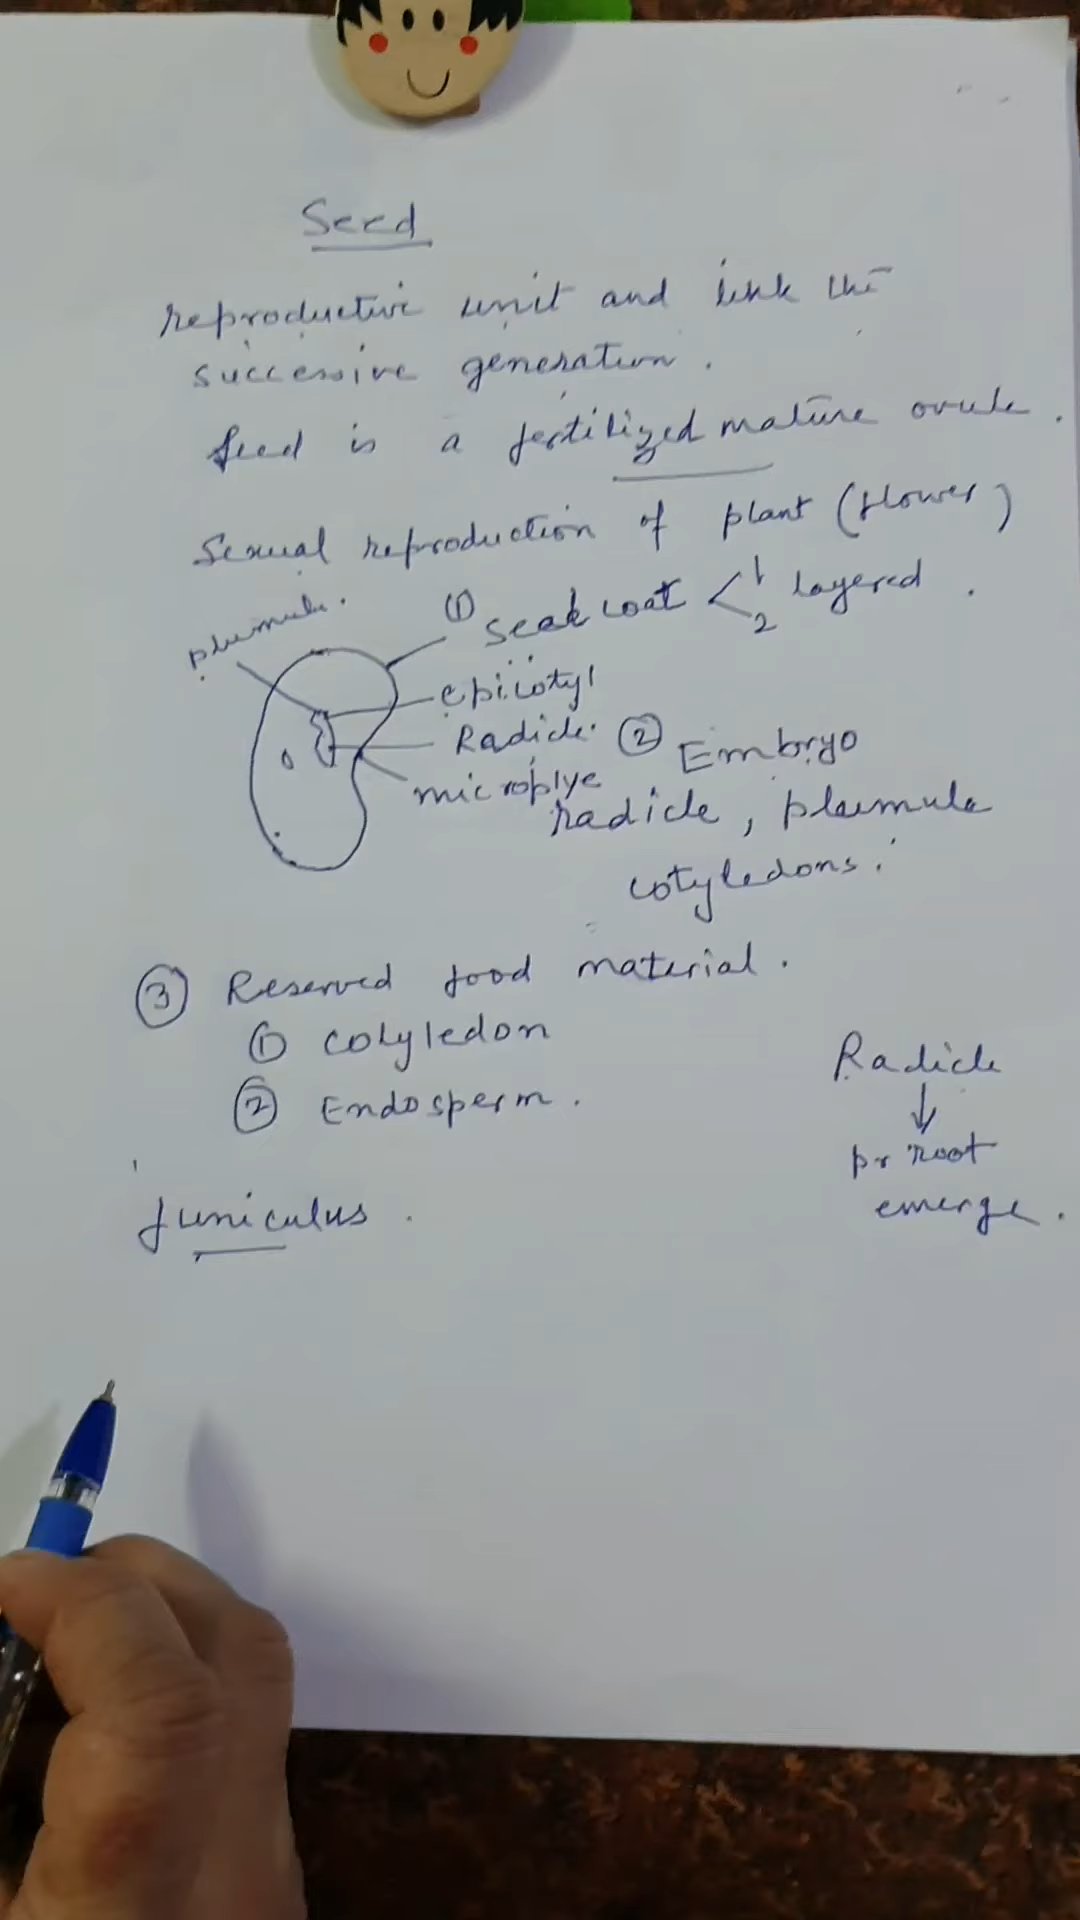 Seed
reproductive unit and link the
successive generation.
Seed is a fertilized mature ovule.
Sexual reproduction of plant (flower)
plumule.
① Seed coat < 1 2 layered.
epicotyl
Radicle.
② Embryo
microplye
radicle, plumule
cotyledons.
③ Reserved food material.
① cotyledon
② Endosperm.
Radicle
↓
pr root
emerge.
funiculus.